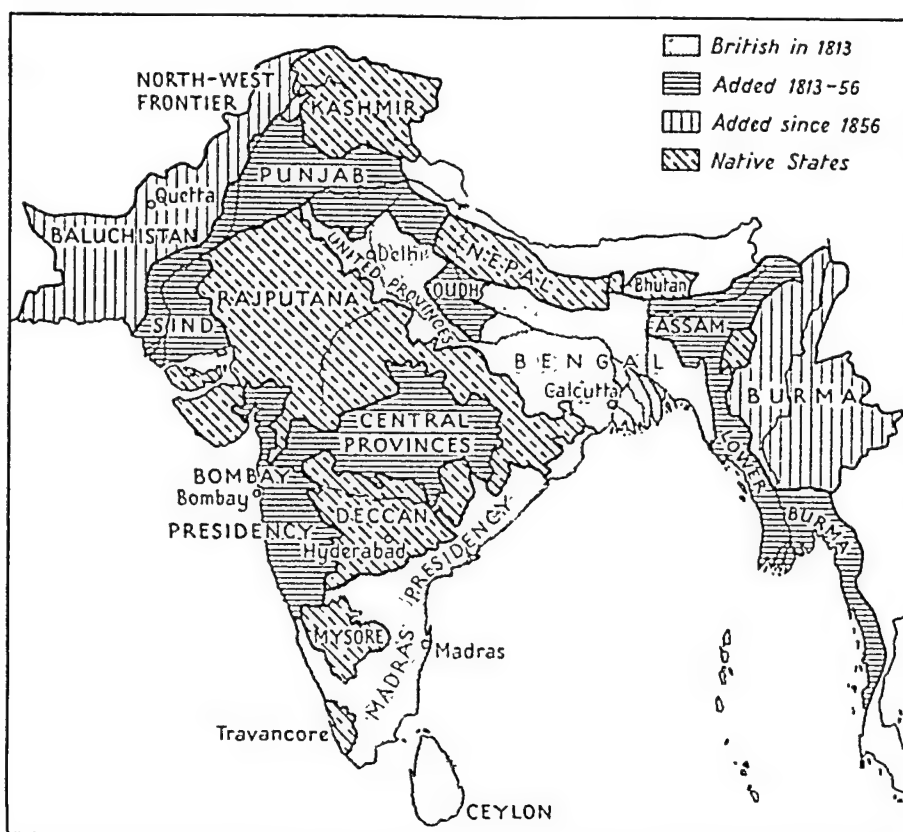 British in 1813
Added 1813-56
Added since 1856
Native States
NORTH-WEST
FRONTIER
KASHMIR
PUNJAB
Quetta
BALUCHISTAN
Delhi
UNITED PROVINCES
NEPAL
Bhutan
RAJPUTANA
OUDH
ASSAM
SIND
BENGAL
Calcutta
BURMA
CENTRAL
PROVINCES
LOWER
BURMA
BOMBAY
Bombay
PRESIDENCY
DECCAN
Hyderabad
MADRAS PRESIDENCY
MYSORE
Madras
Travancore
CEYLON